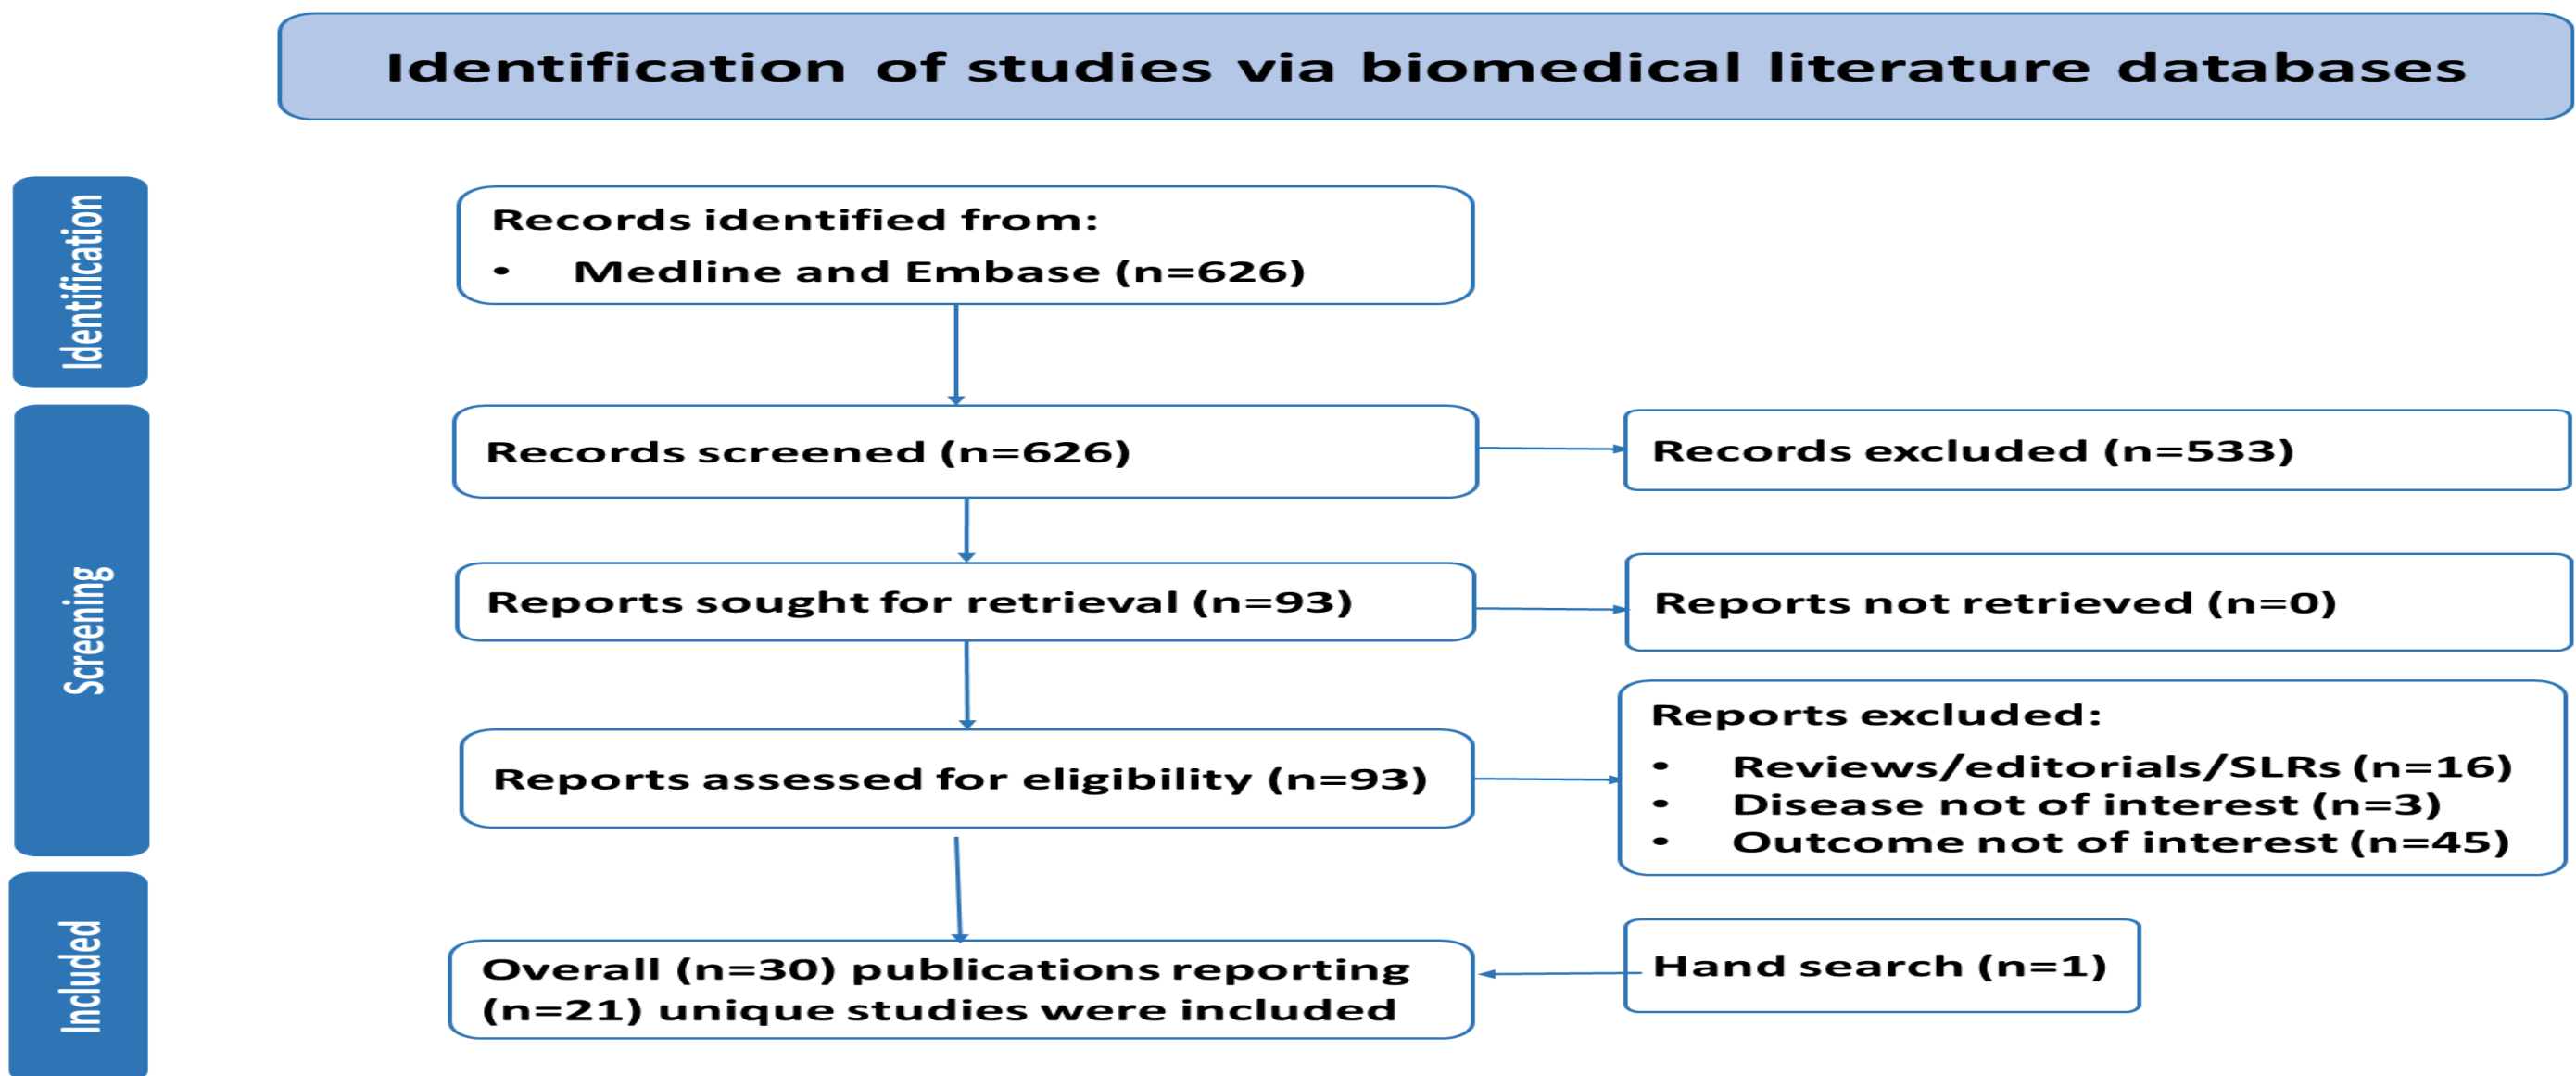 Identification of studies via biomedical literature databases
Identification
Records identified from:
• Medline and Embase (n=626)
Screening
Records screened (n=626)
Records excluded (n=533)
Reports sought for retrieval (n=93)
Reports not retrieved (n=0)
Reports assessed for eligibility (n=93)
Reports excluded:
• Reviews/editorials/SLRs (n=16)
• Disease not of interest (n=3)
• Outcome not of interest (n=45)
Included
Overall (n=30) publications reporting
(n=21) unique studies were included
Hand search (n=1)